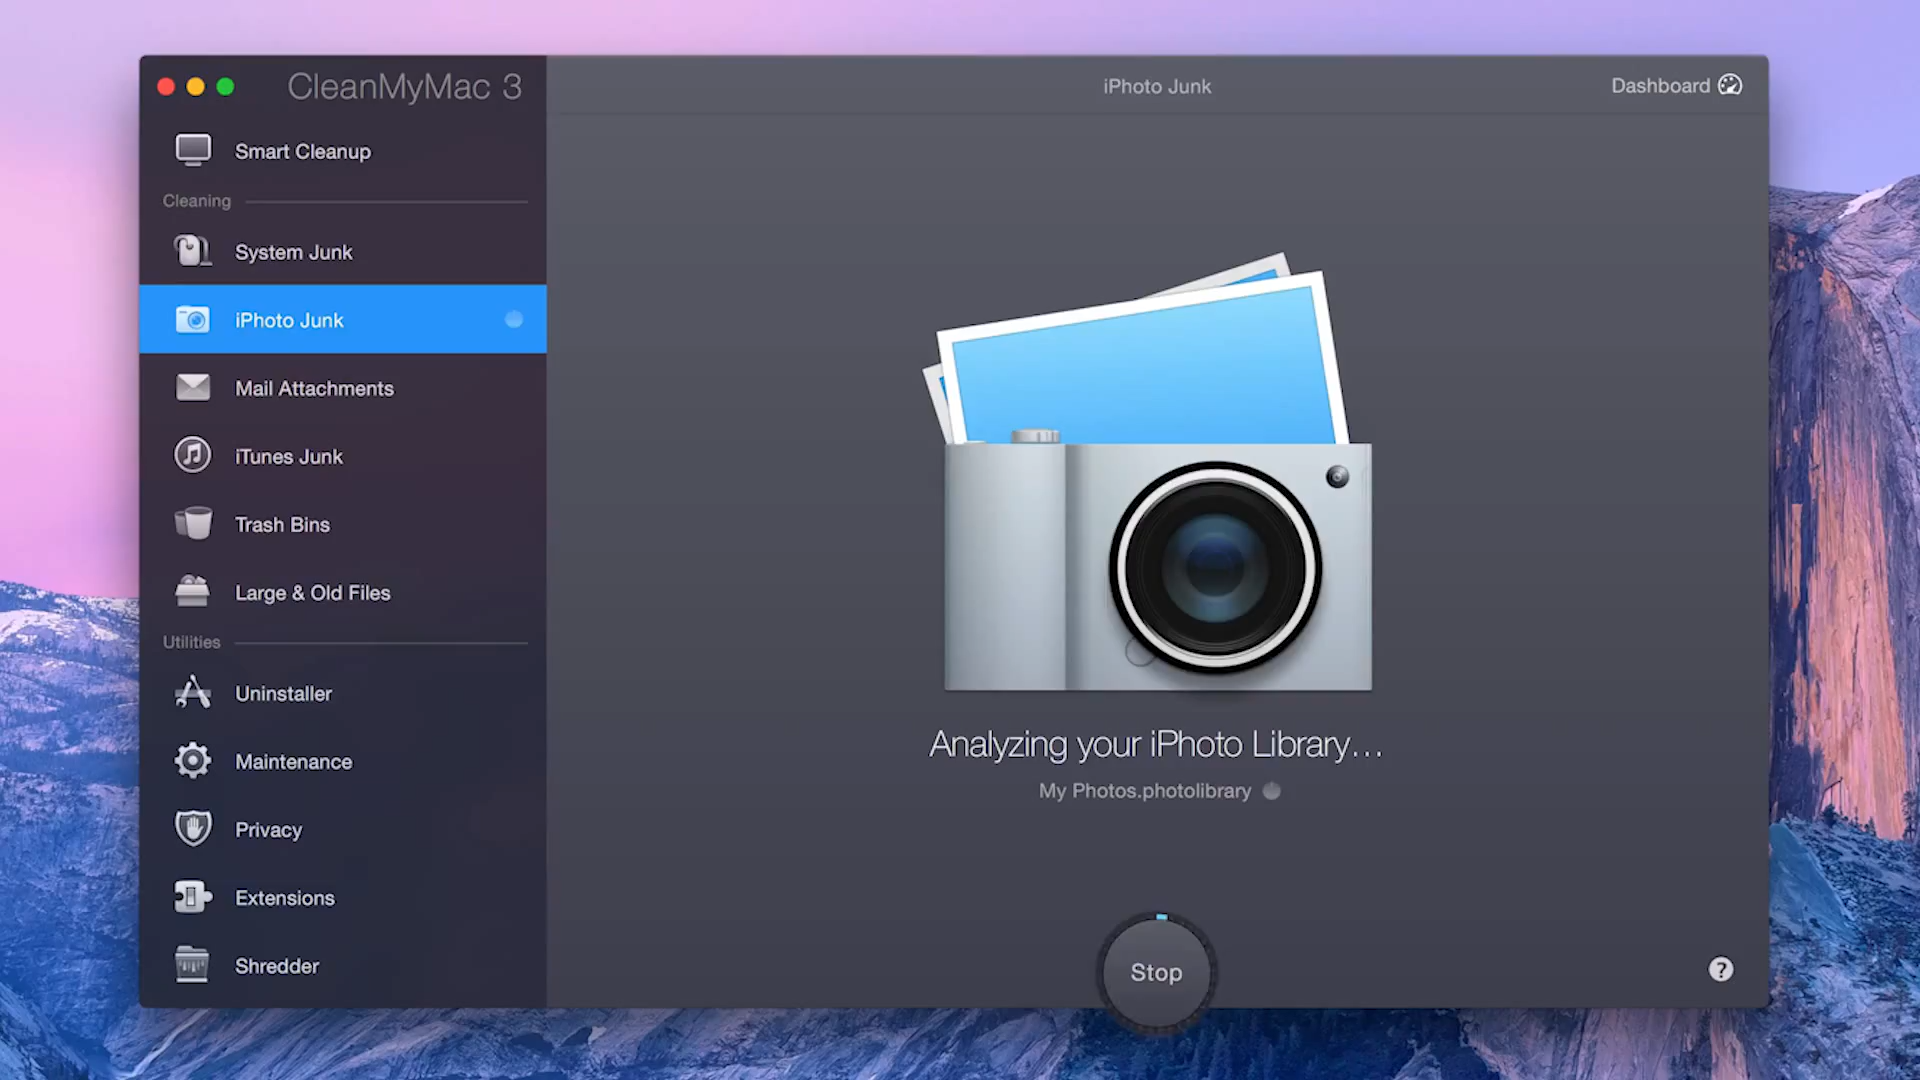 CleanMyMac 3
iPhoto Junk
Dashboard
Smart Cleanup
Cleaning
System Junk
iPhoto Junk
Mail Attachments
iTunes Junk
Trash Bins
Large & Old Files
Utilities
Uninstaller
Maintenance
Privacy
Extensions
Shredder
Analyzing your iPhoto Library...
My Photos.photolibrary
Stop
?